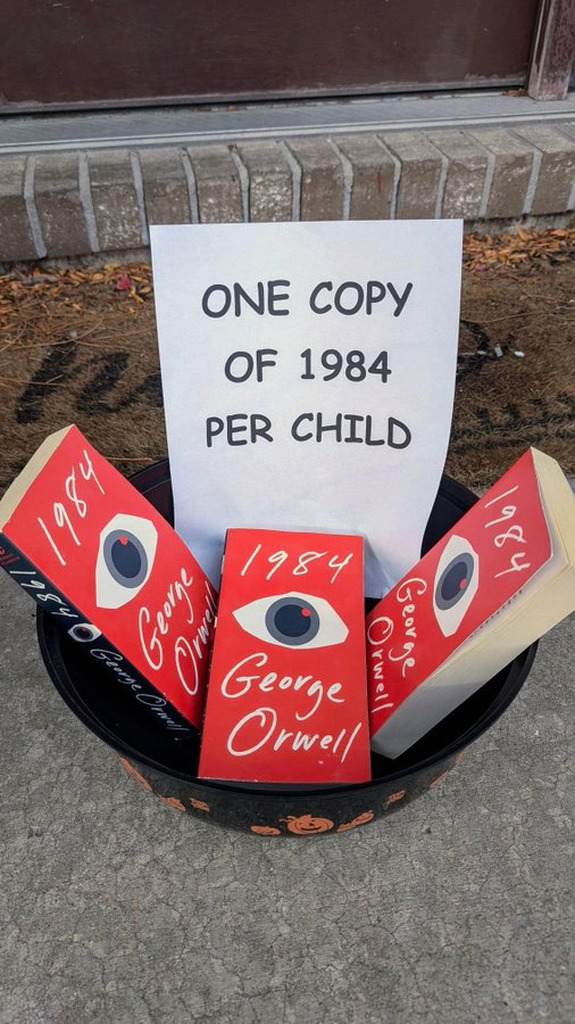 ONE COPY
OF 1984
PER CHILD
1984
George
Orwell
1984
George Orwell
1984
George
Orwell
1984
George
Orwell